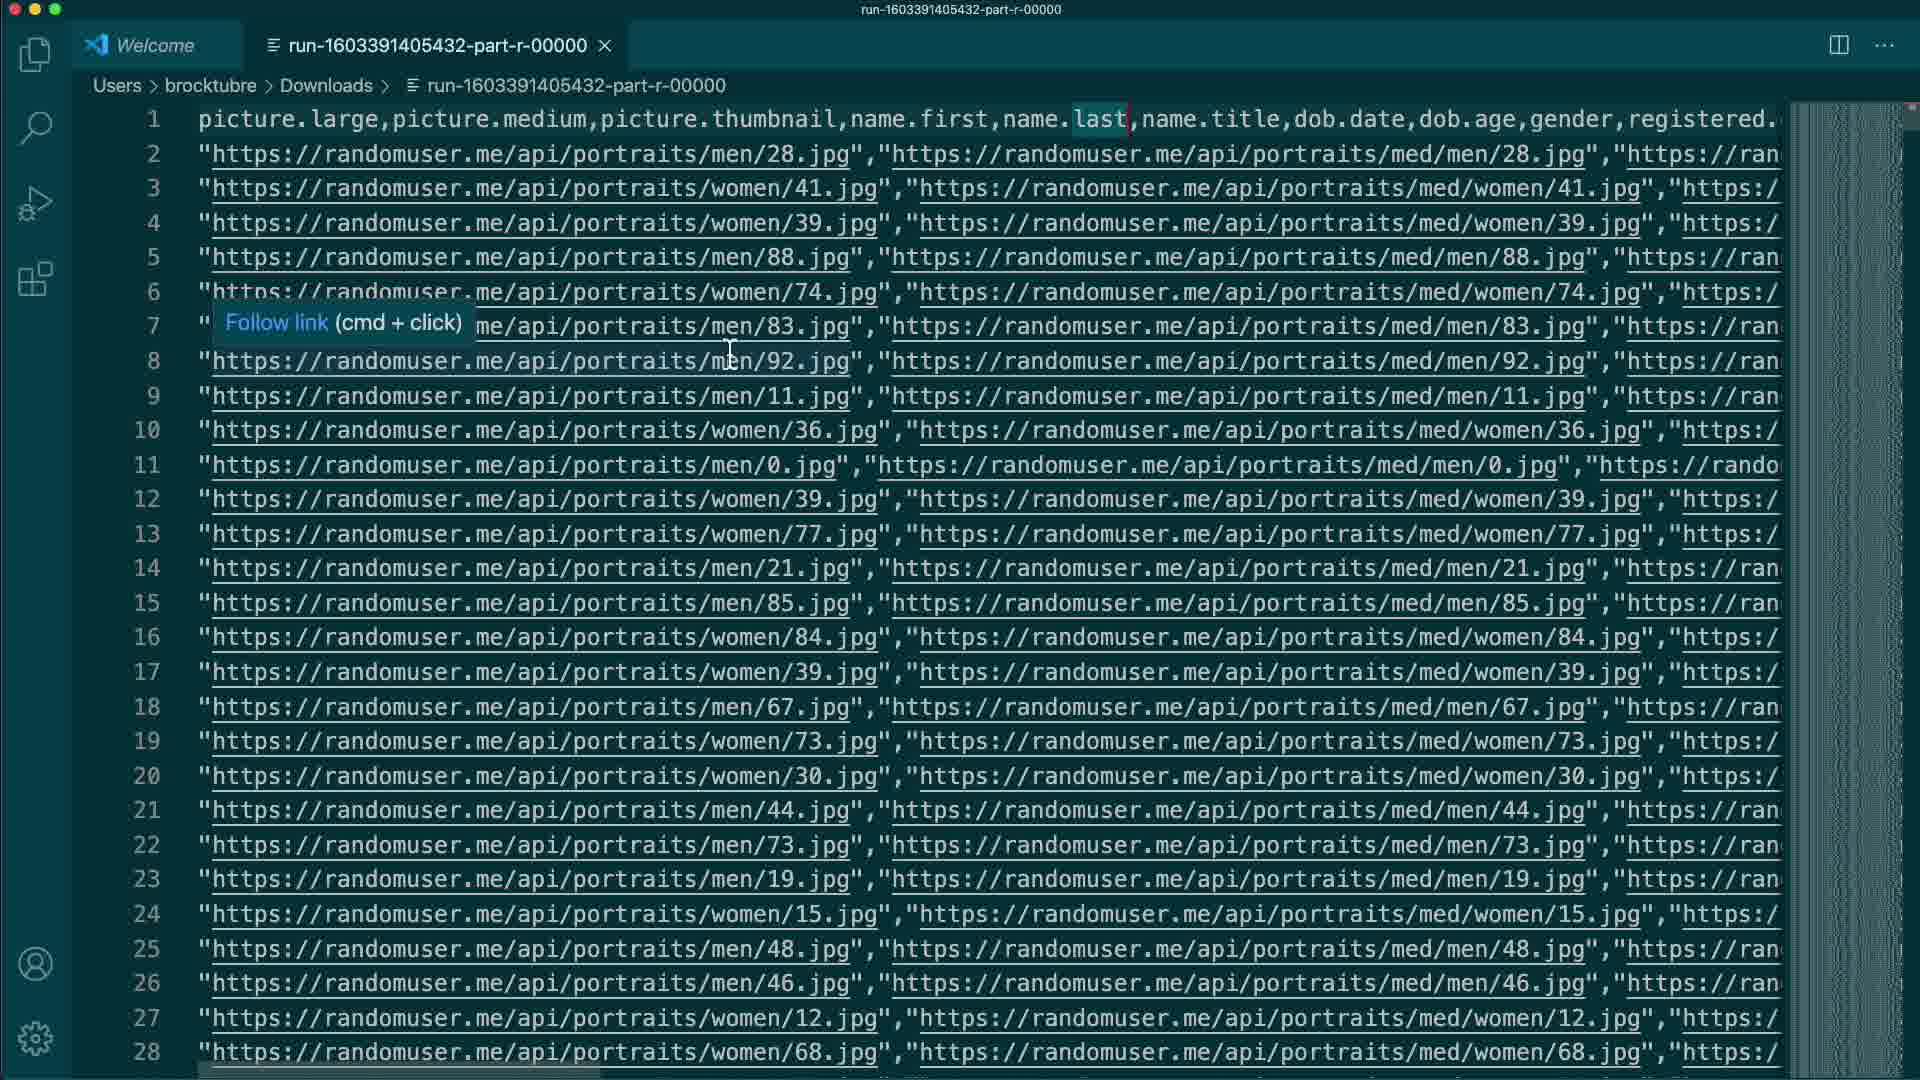 run-1603391405432-part-r-00000
Welcome
run-1603391405432-part-r-00000
Users > brocktubre > Downloads > run-1603391405432-part-r-00000
1 picture.large,picture.medium,picture.thumbnail,name.first,name.last,name.title,dob.date,dob.age,gender,registered.
2 "https://randomuser.me/api/portraits/men/28.jpg","https://randomuser.me/api/portraits/med/men/28.jpg","https://ran
3 "https://randomuser.me/api/portraits/women/41.jpg","https://randomuser.me/api/portraits/med/women/41.jpg","https:/
4 "https://randomuser.me/api/portraits/women/39.jpg","https://randomuser.me/api/portraits/med/women/39.jpg","https:/
5 "https://randomuser.me/api/portraits/men/88.jpg","https://randomuser.me/api/portraits/med/men/88.jpg","https://ran
6 "https://randomuser.me/api/portraits/women/74.jpg","https://randomuser.me/api/portraits/med/women/74.jpg","https:/
Follow link (cmd + click)
7 "me/api/portraits/men/83.jpg","https://randomuser.me/api/portraits/med/men/83.jpg","https://ran
8 "https://randomuser.me/api/portraits/men/92.jpg","https://randomuser.me/api/portraits/med/men/92.jpg","https://ran
9 "https://randomuser.me/api/portraits/men/11.jpg","https://randomuser.me/api/portraits/med/men/11.jpg","https://ran
10 "https://randomuser.me/api/portraits/women/36.jpg","https://randomuser.me/api/portraits/med/women/36.jpg","https:/
11 "https://randomuser.me/api/portraits/men/0.jpg","https://randomuser.me/api/portraits/med/men/0.jpg","https://rando
12 "https://randomuser.me/api/portraits/women/39.jpg","https://randomuser.me/api/portraits/med/women/39.jpg","https:/
13 "https://randomuser.me/api/portraits/women/77.jpg","https://randomuser.me/api/portraits/med/women/77.jpg","https:/
14 "https://randomuser.me/api/portraits/men/21.jpg","https://randomuser.me/api/portraits/med/men/21.jpg","https://ran
15 "https://randomuser.me/api/portraits/men/85.jpg","https://randomuser.me/api/portraits/med/men/85.jpg","https://ran
16 "https://randomuser.me/api/portraits/women/84.jpg","https://randomuser.me/api/portraits/med/women/84.jpg","https:/
17 "https://randomuser.me/api/portraits/women/39.jpg","https://randomuser.me/api/portraits/med/women/39.jpg","https:/
18 "https://randomuser.me/api/portraits/men/67.jpg","https://randomuser.me/api/portraits/med/men/67.jpg","https://ran
19 "https://randomuser.me/api/portraits/women/73.jpg","https://randomuser.me/api/portraits/med/women/73.jpg","https:/
20 "https://randomuser.me/api/portraits/women/30.jpg","https://randomuser.me/api/portraits/med/women/30.jpg","https:/
21 "https://randomuser.me/api/portraits/men/44.jpg","https://randomuser.me/api/portraits/med/men/44.jpg","https://ran
22 "https://randomuser.me/api/portraits/men/73.jpg","https://randomuser.me/api/portraits/med/men/73.jpg","https://ran
23 "https://randomuser.me/api/portraits/men/19.jpg","https://randomuser.me/api/portraits/med/men/19.jpg","https://ran
24 "https://randomuser.me/api/portraits/women/15.jpg","https://randomuser.me/api/portraits/med/women/15.jpg","https:/
25 "https://randomuser.me/api/portraits/men/48.jpg","https://randomuser.me/api/portraits/med/men/48.jpg","https://ran
26 "https://randomuser.me/api/portraits/men/46.jpg","https://randomuser.me/api/portraits/med/men/46.jpg","https://ran
27 "https://randomuser.me/api/portraits/women/12.jpg","https://randomuser.me/api/portraits/med/women/12.jpg","https:/
28 "https://randomuser.me/api/portraits/women/68.jpg","https://randomuser.me/api/portraits/med/women/68.jpg","https:/